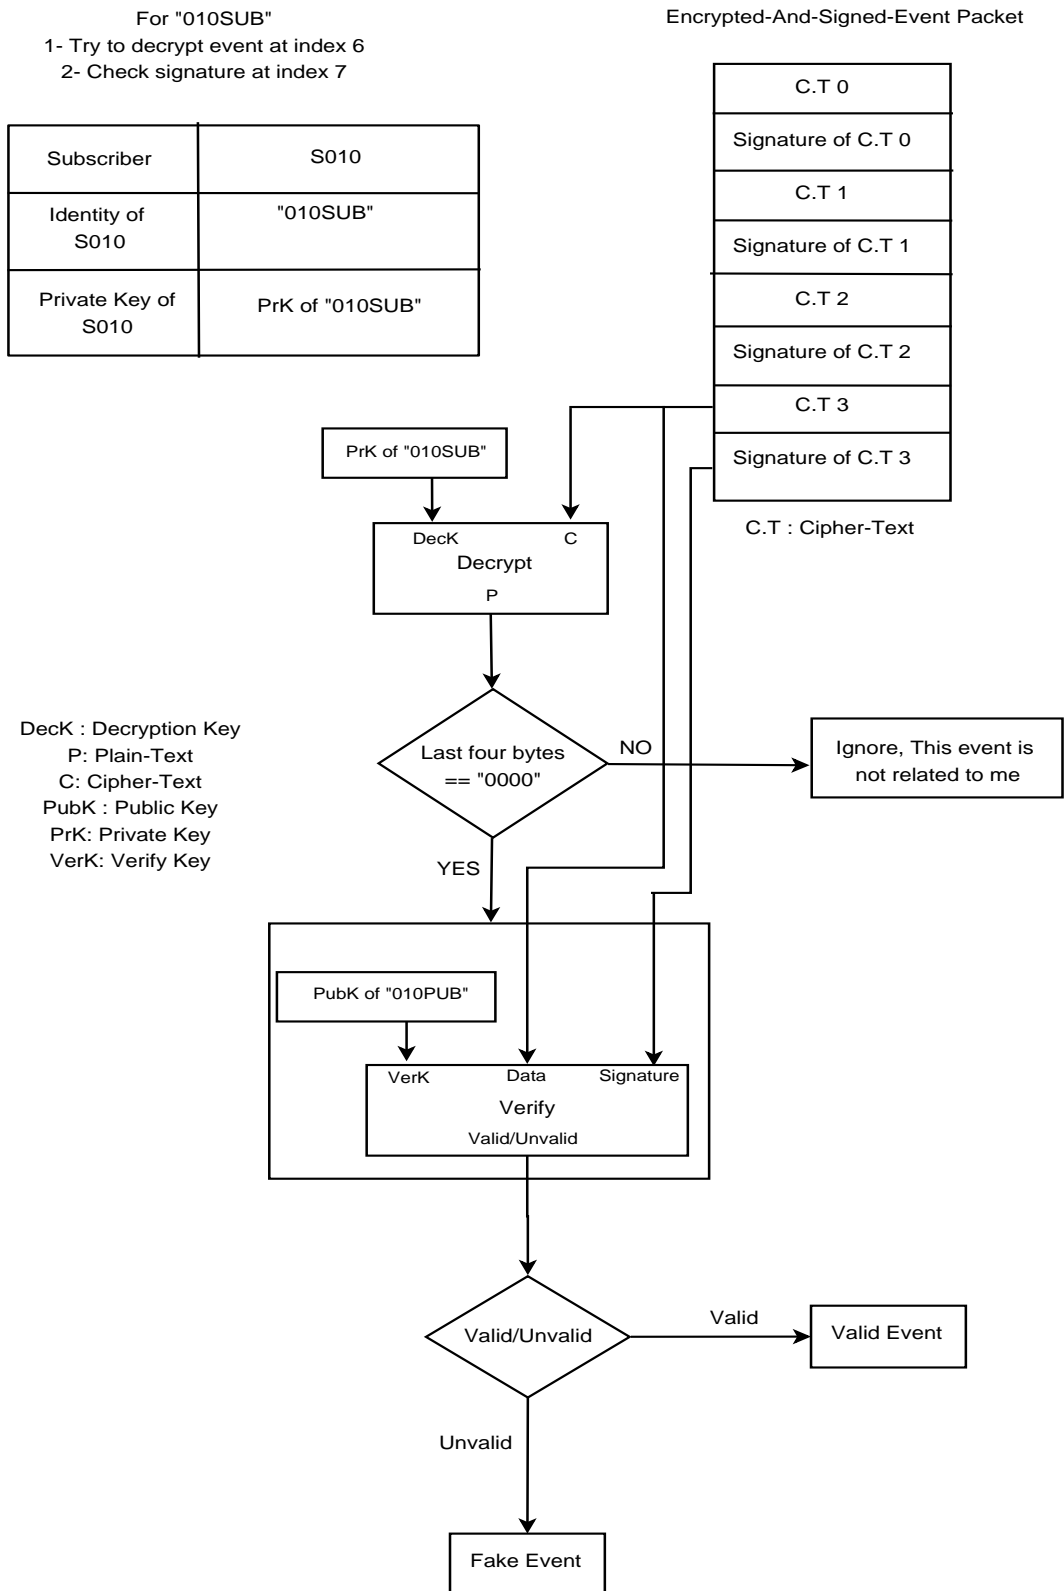 For "010SUB"
1- Try to decrypt event at index 6
2- Check signature at index 7
Encrypted-And-Signed-Event Packet
Subscriber
S010
Identity of
S010
"010SUB"
Private Key of
S010
PrK of "010SUB"
C.T 0
Signature of C.T 0
C.T 1
Signature of C.T 1
C.T 2
Signature of C.T 2
C.T 3
Signature of C.T 3
C.T : Cipher-Text
PrK of "010SUB"
DecK
C
Decrypt
P
DecK : Decryption Key
P: Plain-Text
C: Cipher-Text
PubK : Public Key
PrK: Private Key
VerK: Verify Key
Last four bytes
== "0000"
NO
Ignore, This event is
not related to me
YES
PubK of "010PUB"
VerK
Data
Signature
Verify
Valid/Unvalid
Valid/Unvalid
Valid
Valid Event
Unvalid
Fake Event